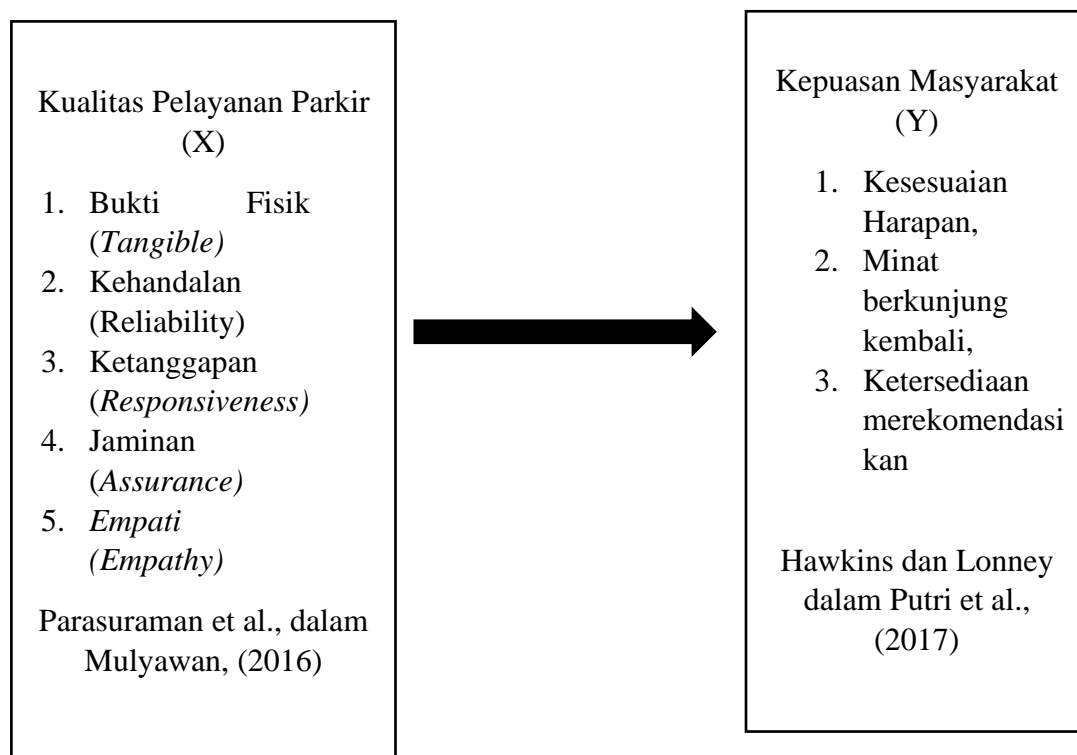 Kualitas Pelayanan Parkir
(X)
1. Bukti Fisik
(Tangible)
2. Kehandalan
(Reliability)
3. Ketanggapan
(Responsiveness)
4. Jaminan
(Assurance)
5. Empati
(Empathy)
Parasuraman et al., dalam
Mulyawan, (2016)
Kepuasan Masyarakat
(Y)
1. Kesesuaian
Harapan,
2. Minat
berkunjung
kembali,
3. Ketersediaan
merekomendasi
kan
Hawkins dan Lonney
dalam Putri et al.,
(2017)